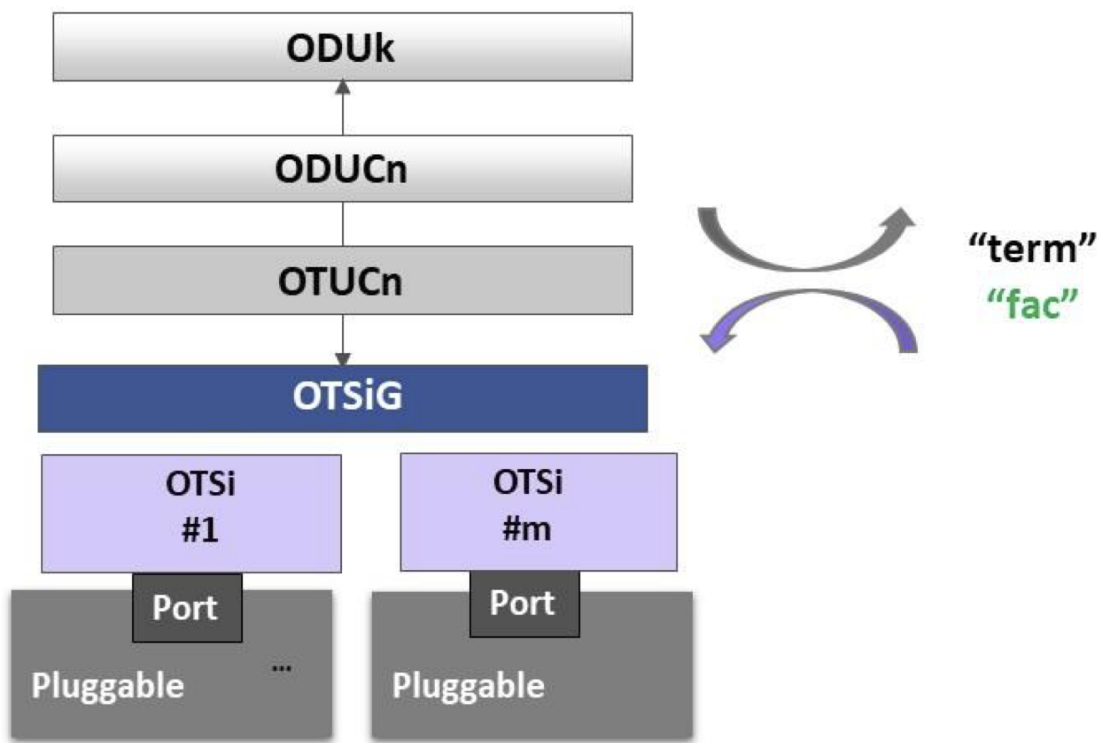 ODUk
ODUCn
OTUCn
“term”
“fac”
OTSiG
OTSi
#1
OTSi
#m
Port
Port
Pluggable
...
Pluggable